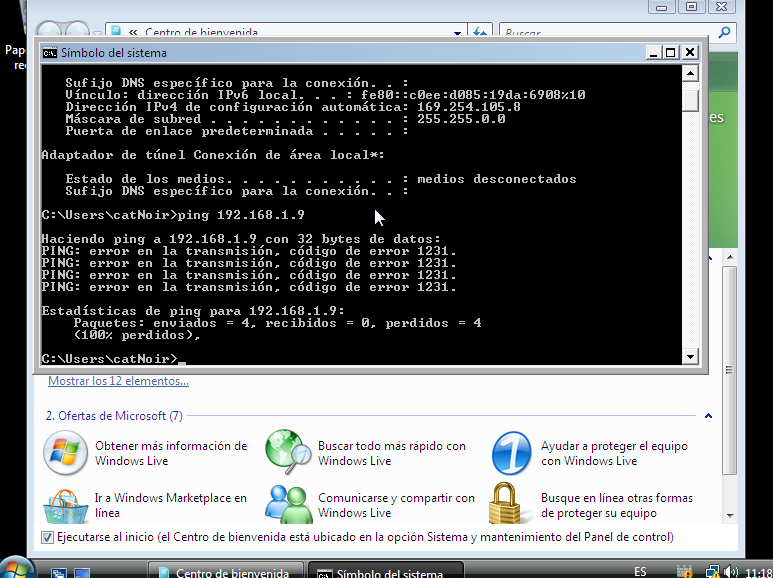 Centro de bienvenida
Buscar
Símbolo del sistema
Sufijo DNS específico para la conexión. . :
Vínculo: dirección IPv6 local. . . : fe80::c0ee:d085:19da:6908%10
Dirección IPv4 de configuración automática: 169.254.105.8
Máscara de subred . . . . . . . . . . . . : 255.255.0.0
Puerta de enlace predeterminada . . . . . :
Adaptador de túnel Conexión de área local*:
Estado de los medios. . . . . . . . . . . : medios desconectados
Sufijo DNS específico para la conexión. . :
C:\Users\catNoir>ping 192.168.1.9
Haciendo ping a 192.168.1.9 con 32 bytes de datos:
PING: error en la transmisión, código de error 1231.
PING: error en la transmisión, código de error 1231.
PING: error en la transmisión, código de error 1231.
PING: error en la transmisión, código de error 1231.
Estadísticas de ping para 192.168.1.9:
Paquetes: enviados = 4, recibidos = 0, perdidos = 4
(100% perdidos),
C:\Users\catNoir>_
Mostrar los 12 elementos...
2. Ofertas de Microsoft (7)
Obtener más información de
Windows Live
Buscar todo más rápido con
Windows Live
Ayudar a proteger el equipo
con Windows Live
Ir a Windows Marketplace en
línea
Comunicarse y compartir con
Windows Live
Busque en línea otras formas
de proteger su equipo
Ejecutarse al inicio (el Centro de bienvenida está ubicado en la opción Sistema y mantenimiento del Panel de control)
Centro de bienvenida
Símbolo del sistema
ES
11:18